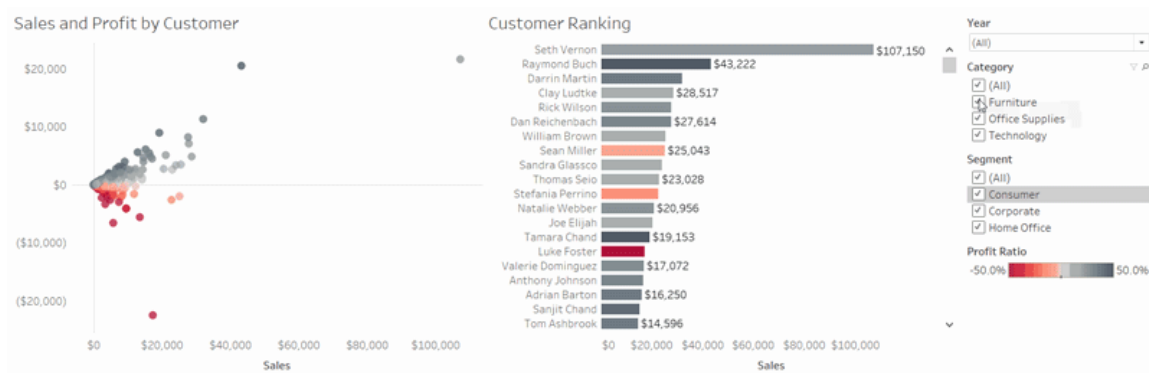 Sales and Profit by Customer
$20,000
$10,000
$0
($10,000)
($20,000)
$0 $20,000 $40,000 $60,000 $80,000 $100,000
Sales
Customer Ranking
Seth Vernon $107,150
Raymond Buch $43,222
Darrin Martin
Clay Ludtke $28,517
Rick Wilson
Dan Reichenbach $27,614
William Brown
Sean Miller $25,043
Sandra Glassco
Thomas Seio $23,028
Stefania Perrino
Natalie Webber $20,956
Joe Elijah
Tamara Chand $19,153
Luke Foster
Valerie Dominguez $17,072
Anthony Johnson
Adrian Barton $16,250
Sanjit Chand
Tom Ashbrook $14,596
$0 $20,000 $40,000 $60,000 $80,000 $100,000
Sales
Year
(All)
Category
(All)
Furniture
Office Supplies
Technology
Segment
(All)
Consumer
Corporate
Home Office
Profit Ratio
-50.0% 50.0%